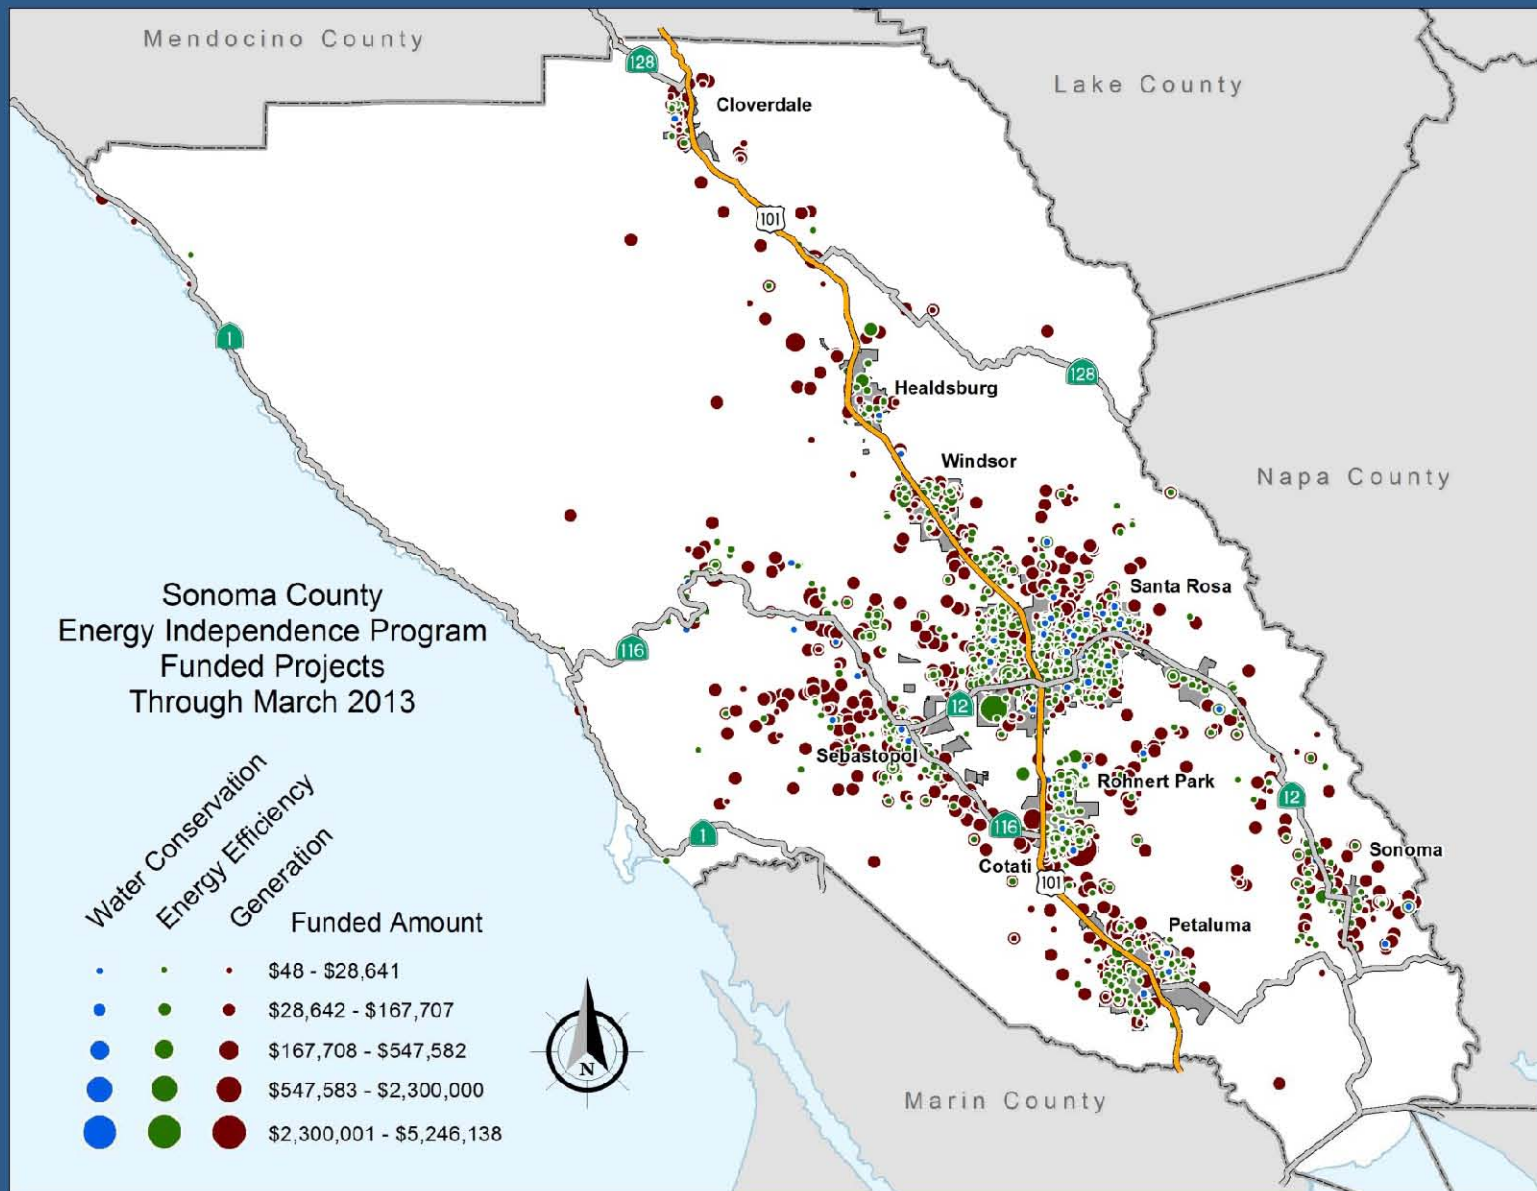 Mendocino County
128
Lake County
Cloverdale
101
1
128
Healdsburg
Windsor
Napa County
Santa Rosa
Sonoma County
Energy Independence Program
Funded Projects
Through March 2013
116
12
Sebastopol
Rohnert Park
12
1
116
Sonoma
Cotati
101
Petaluma
Water Conservation
Energy Efficiency
Generation
Funded Amount
$48 - $28,641
$28,642 - $167,707
$167,708 - $547,582
$547,583 - $2,300,000
$2,300,001 - $5,246,138
N
Marin County